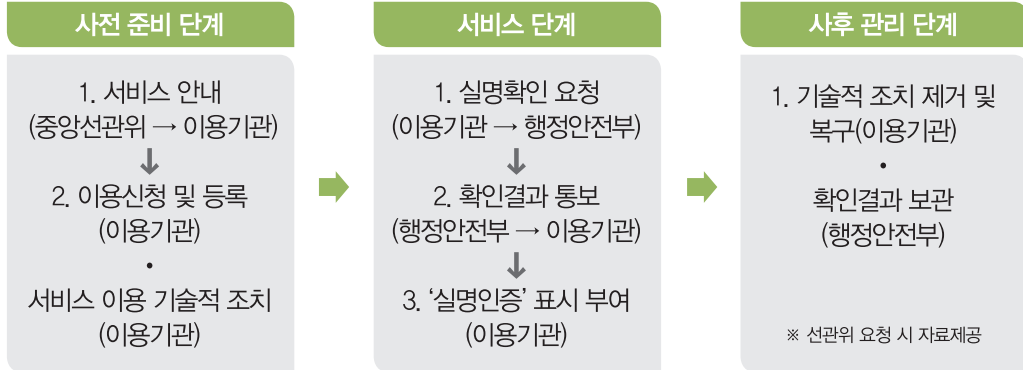 사전 준비 단계
1. 서비스 안내
(중앙선관위 → 이용기관)
↓
2. 이용신청 및 등록
(이용기관)
·
서비스 이용 기술적 조치
(이용기관)
서비스 단계
1. 실명확인 요청
(이용기관 → 행정안전부)
↓
2. 확인결과 통보
(행정안전부 → 이용기관)
↓
3. ‘실명인증’ 표시 부여
(이용기관)
사후 관리 단계
1. 기술적 조치 제거 및
복구(이용기관)
·
확인결과 보관
(행정안전부)
※ 선관위 요청 시 자료제공